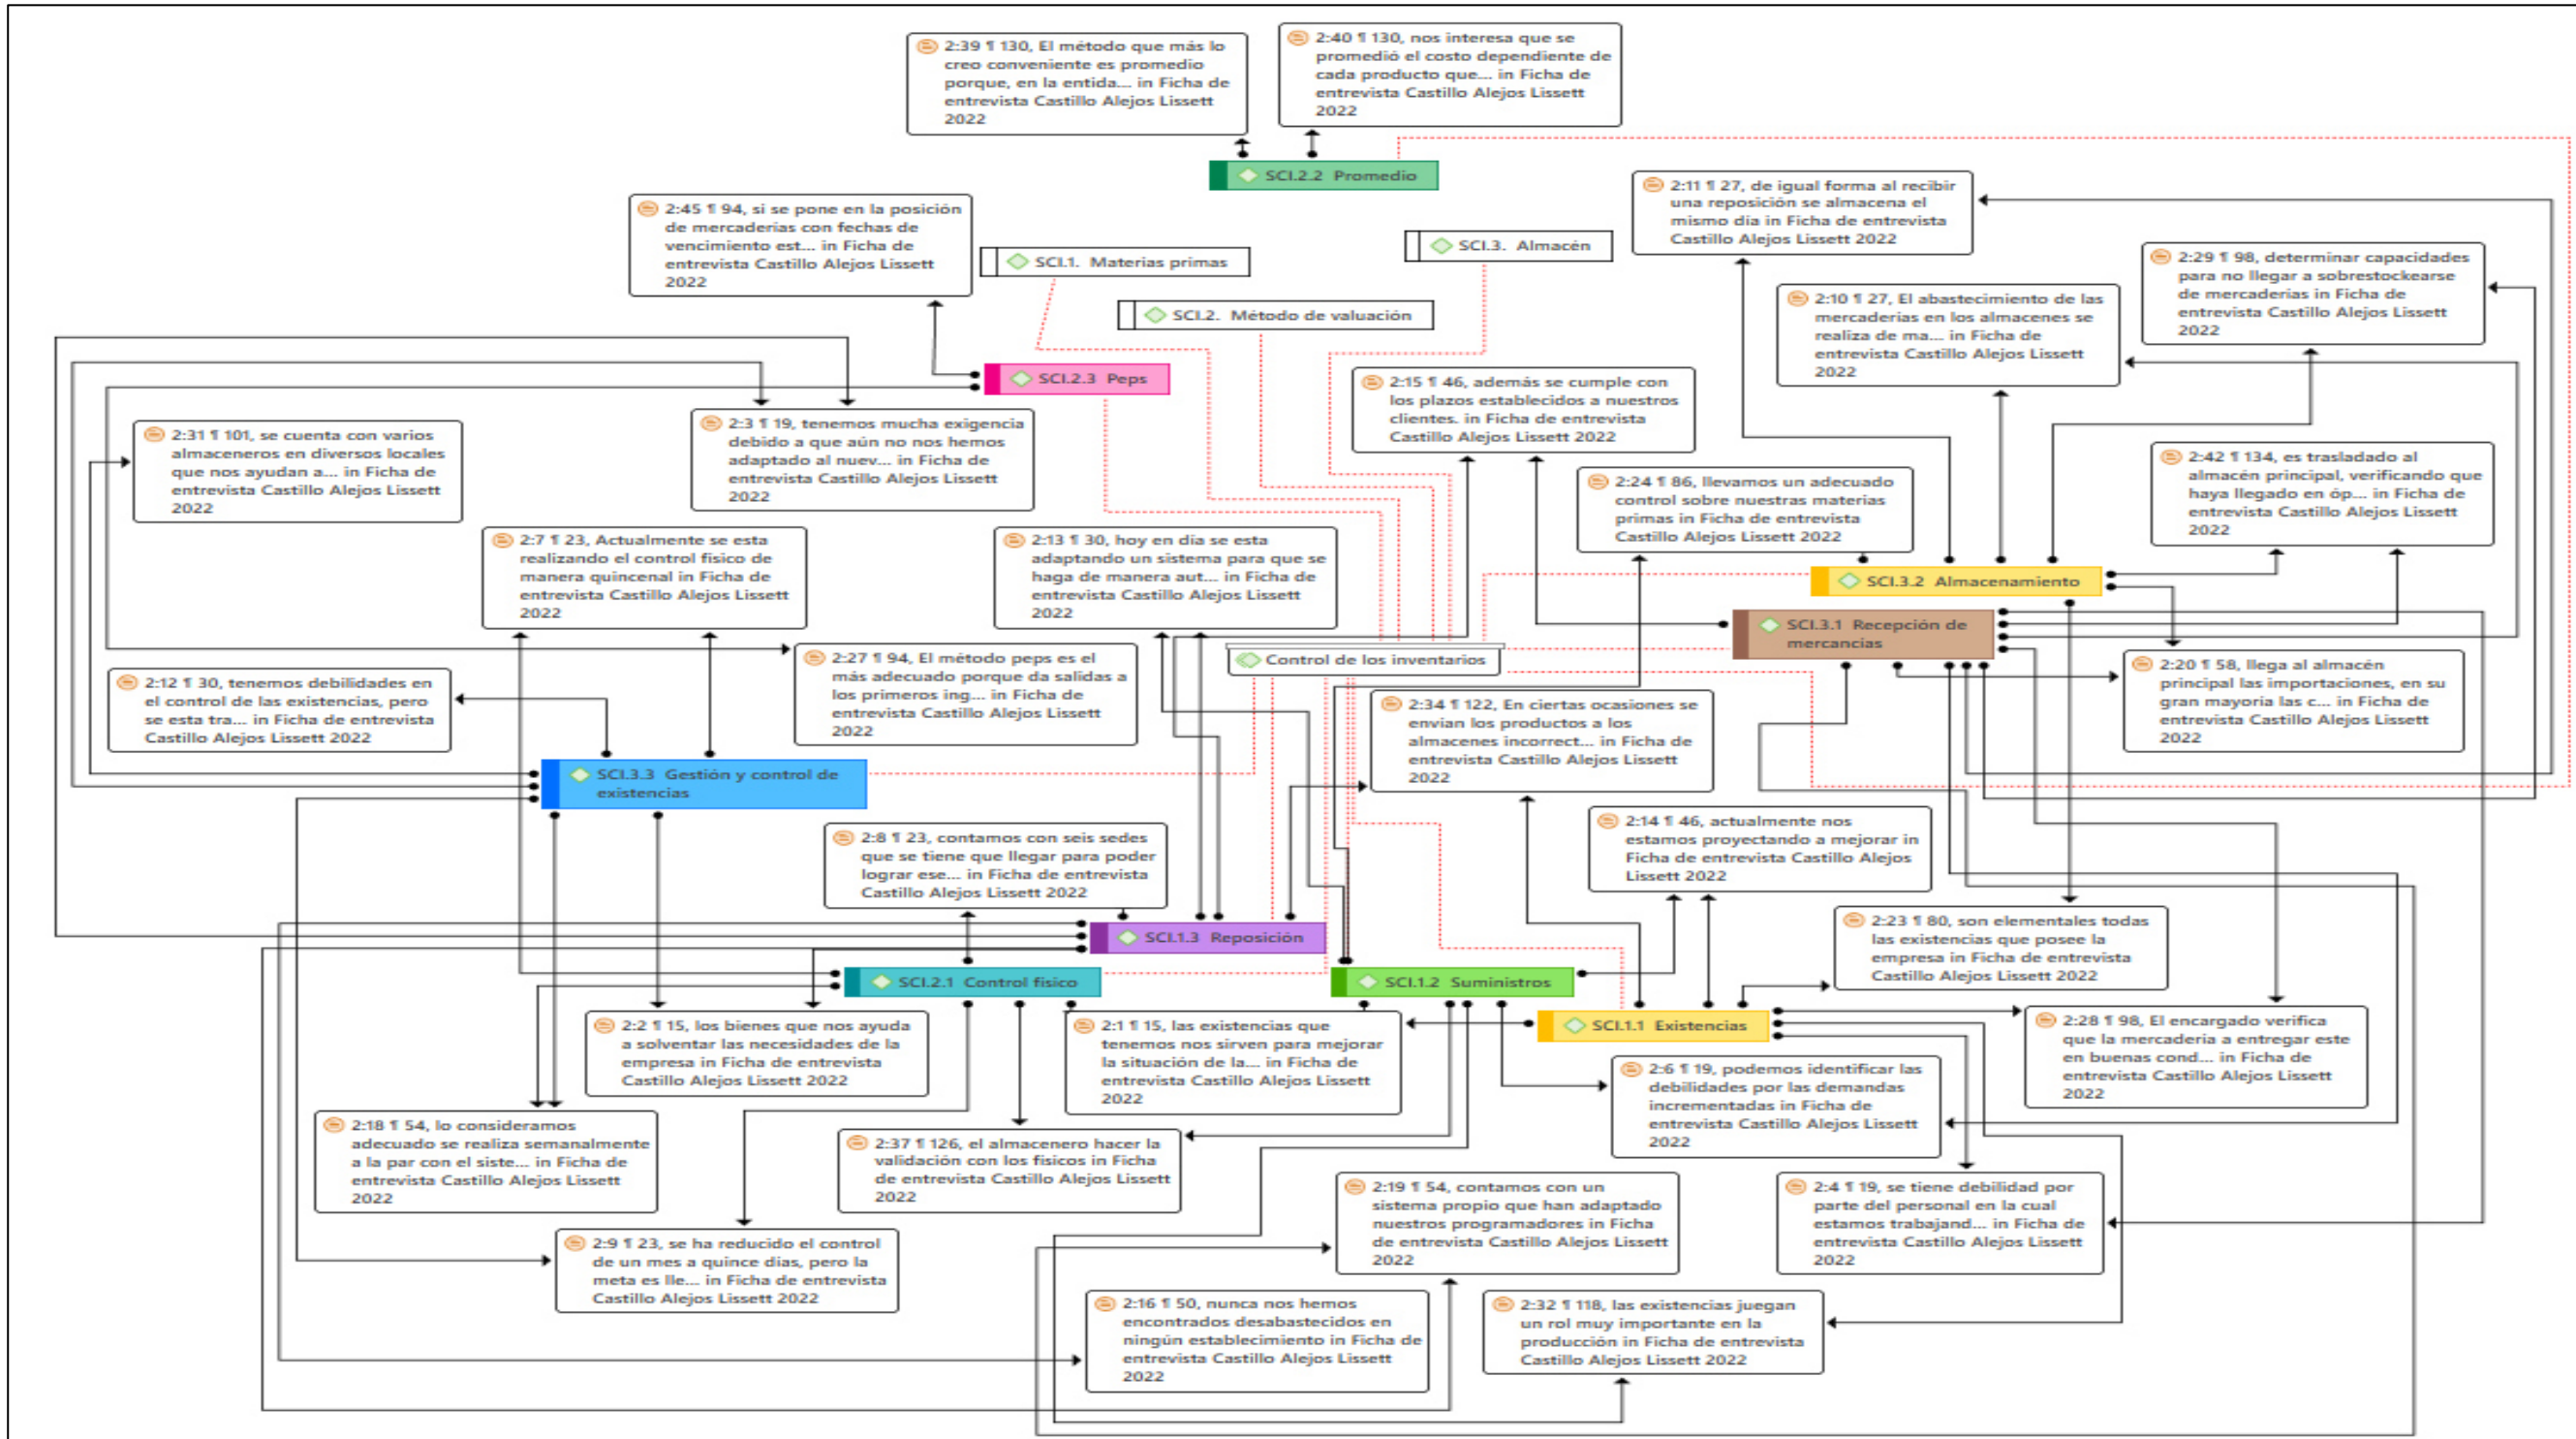 2:39 ¶ 130, El método que más lo
creo conveniente es promedio
porque, en la entida... in Ficha de
entrevista Castillo Alejos Lissett
2022
2:40 ¶ 130, nos interesa que se
promedió el costo dependiente de
cada producto que... in Ficha de
entrevista Castillo Alejos Lissett
2022
SCI.2.2 Promedio
2:45 ¶ 94, si se pone en la posición
de mercaderías con fechas de
vencimiento est... in Ficha de
entrevista Castillo Alejos Lissett
2022
SCI.1. Materias primas
SCI.3. Almacén
SCI.2. Método de valuación
2:11 ¶ 27, de igual forma al recibir
una reposición se almacena el
mismo día in Ficha de entrevista
Castillo Alejos Lissett 2022
2:29 ¶ 98, determinar capacidades
para no llegar a sobrestockearse
de mercaderías in Ficha de
entrevista Castillo Alejos Lissett
2022
2:10 ¶ 27, El abastecimiento de las
mercaderías en los almacenes se
realiza de ma... in Ficha de
entrevista Castillo Alejos Lissett
2022
SCI.2.3 Peps
2:15 ¶ 46, además se cumple con
los plazos establecidos a nuestros
clientes. in Ficha de entrevista
Castillo Alejos Lissett 2022
2:31 ¶ 101, se cuenta con varios
almaceneros en diversos locales
que nos ayudan a... in Ficha de
entrevista Castillo Alejos Lissett
2022
2:3 ¶ 19, tenemos mucha exigencia
debido a que aún no nos hemos
adaptado al nuev... in Ficha de
entrevista Castillo Alejos Lissett
2022
2:24 ¶ 86, llevamos un adecuado
control sobre nuestras materias
primas in Ficha de entrevista
Castillo Alejos Lissett 2022
2:42 ¶ 134, es trasladado al
almacén principal, verificando que
haya llegado en óp... in Ficha de
entrevista Castillo Alejos Lissett
2022
2:7 ¶ 23, Actualmente se esta
realizando el control físico de
manera quincenal in Ficha de
entrevista Castillo Alejos Lissett
2022
2:13 ¶ 30, hoy en día se esta
adaptando un sistema para que se
haga de manera aut... in Ficha de
entrevista Castillo Alejos Lissett
2022
SCI.3.2 Almacenamiento
SCI.3.1 Recepción de
mercancías
2:12 ¶ 30, tenemos debilidades en
el control de las existencias, pero
se esta tra... in Ficha de entrevista
Castillo Alejos Lissett 2022
2:27 ¶ 94, El método peps es el
más adecuado porque da salidas a
los primeros ing... in Ficha de
entrevista Castillo Alejos Lissett
2022
Control de los inventarios
2:20 ¶ 58, llega al almacén
principal las importaciones, en su
gran mayoría las c... in Ficha de
entrevista Castillo Alejos Lissett
2022
2:34 ¶ 122, En ciertas ocasiones se
envían los productos a los
almacenes incorrect... in Ficha de
entrevista Castillo Alejos Lissett
2022
SCI.3.3 Gestión y control de
existencias
2:8 ¶ 23, contamos con seis sedes
que se tiene que llegar para poder
lograr ese... in Ficha de entrevista
Castillo Alejos Lissett 2022
2:14 ¶ 46, actualmente nos
estamos proyectando a mejorar in
Ficha de entrevista Castillo Alejos
Lissett 2022
SCI.1.3 Reposición
2:23 ¶ 80, son elementales todas
las existencias que posee la
empresa in Ficha de entrevista
Castillo Alejos Lissett 2022
SCI.2.1 Control físico
SCI.1.2 Suministros
SCI.1.1 Existencias
2:2 ¶ 15, los bienes que nos ayuda
a solventar las necesidades de la
empresa in Ficha de entrevista
Castillo Alejos Lissett 2022
2:1 ¶ 15, las existencias que
tenemos nos sirven para mejorar
la situación de la... in Ficha de
entrevista Castillo Alejos Lissett
2022
2:28 ¶ 98, El encargado verifica
que la mercadería a entregar este
en buenas cond... in Ficha de
entrevista Castillo Alejos Lissett
2022
2:6 ¶ 19, podemos identificar las
debilidades por las demandas
incrementadas in Ficha de
entrevista Castillo Alejos Lissett
2022
2:18 ¶ 54, lo consideramos
adecuado se realiza semanalmente
a la par con el siste... in Ficha de
entrevista Castillo Alejos Lissett
2022
2:37 ¶ 126, el almacenero hacer la
validación con los físicos in Ficha
de entrevista Castillo Alejos Lissett
2022
2:19 ¶ 54, contamos con un
sistema propio que han adaptado
nuestros programadores in Ficha
de entrevista Castillo Alejos Lissett
2022
2:4 ¶ 19, se tiene debilidad por
parte del personal en la cual
estamos trabajand... in Ficha de
entrevista Castillo Alejos Lissett
2022
2:9 ¶ 23, se ha reducido el control
de un mes a quince días, pero la
meta es lle... in Ficha de entrevista
Castillo Alejos Lissett 2022
2:16 ¶ 50, nunca nos hemos
encontrados desabastecidos en
ningún establecimiento in Ficha de
entrevista Castillo Alejos Lissett
2022
2:32 ¶ 118, las existencias juegan
un rol muy importante en la
producción in Ficha de entrevista
Castillo Alejos Lissett 2022